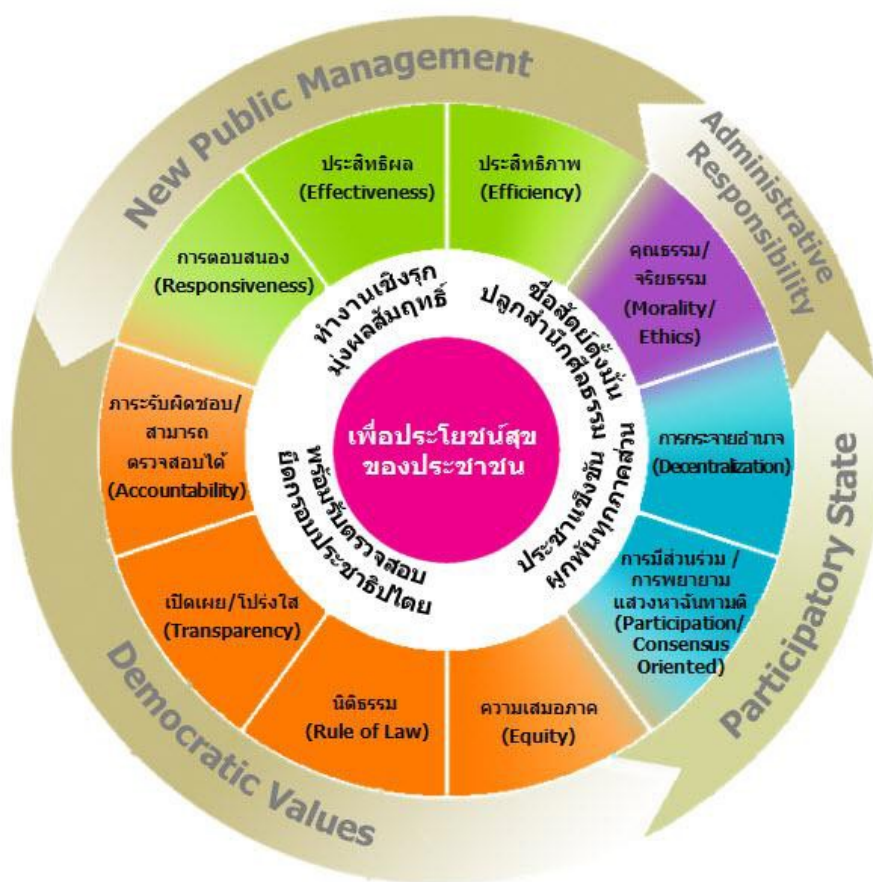 New Public Management
Administrative
Responsibility
Participatory State
Democratic Values
ประสิทธิผล
(Effectiveness)
ประสิทธิภาพ
(Efficiency)
คุณธรรม/
จริยธรรม
(Morality/
Ethics)
การกระจายอำนาจ
(Decentralization)
การมีส่วนร่วม /
การพยายาม
แสวงหาฉันทามติ
(Participation/
Consensus
Oriented)
ความเสมอภาค
(Equity)
นิติธรรม
(Rule of Law)
เปิดเผย/โปร่งใส
(Transparency)
ภาระรับผิดชอบ/
สามารถ
ตรวจสอบได้
(Accountability)
การตอบสนอง
(Responsiveness)
ทำงานเชิงรุก
มุ่งผลสัมฤทธิ์
ซื่อสัตย์ตั้งมั่น
ปลูกสำนึกศีลธรรม
ประชาแข็งขัน
ผูกพันทุกภาคส่วน
พร้อมรับตรวจสอบ
ยึดกรอบประชาธิปไตย
เพื่อประโยชน์สุข
ของประชาชน